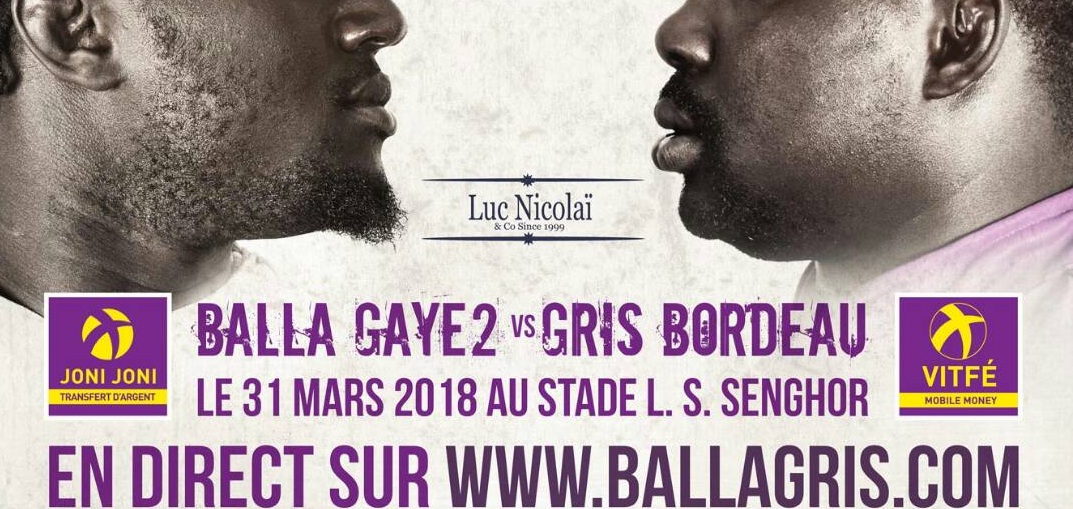 Luc Nicolaï
& Co Since 1999
BALLA GAYE 2 VS GRIS BORDEAU
LE 31 MARS 2018 AU STADE L. S. SENGHOR
JONI JONI
TRANSFERT D'ARGENT
VITFÉ
MOBILE MONEY
EN DIRECT SUR WWW.BALLAGRIS.COM